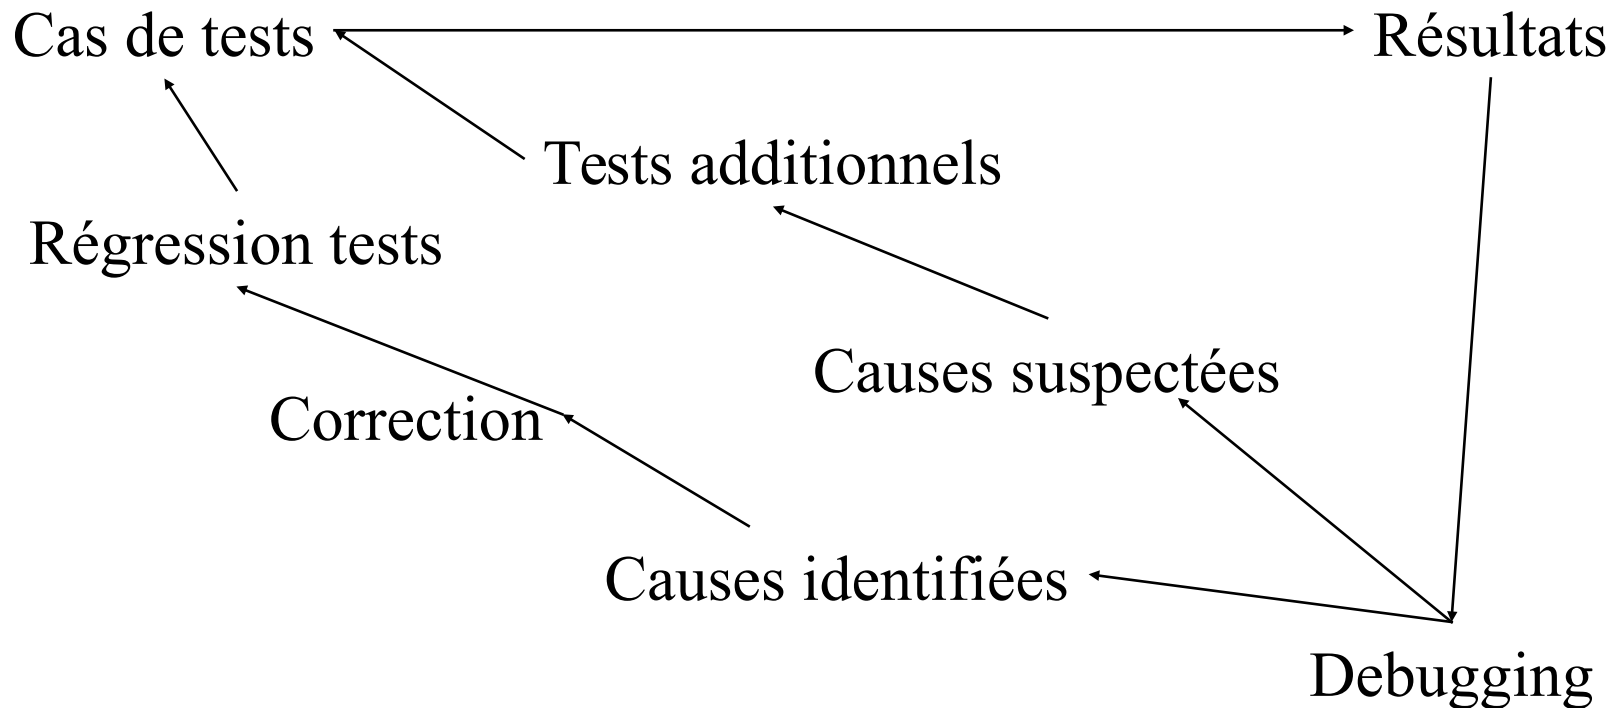 Cas de tests
Résultats
Tests additionnels
Régression tests
Causes suspectées
Correction
Causes identifiées
Debugging